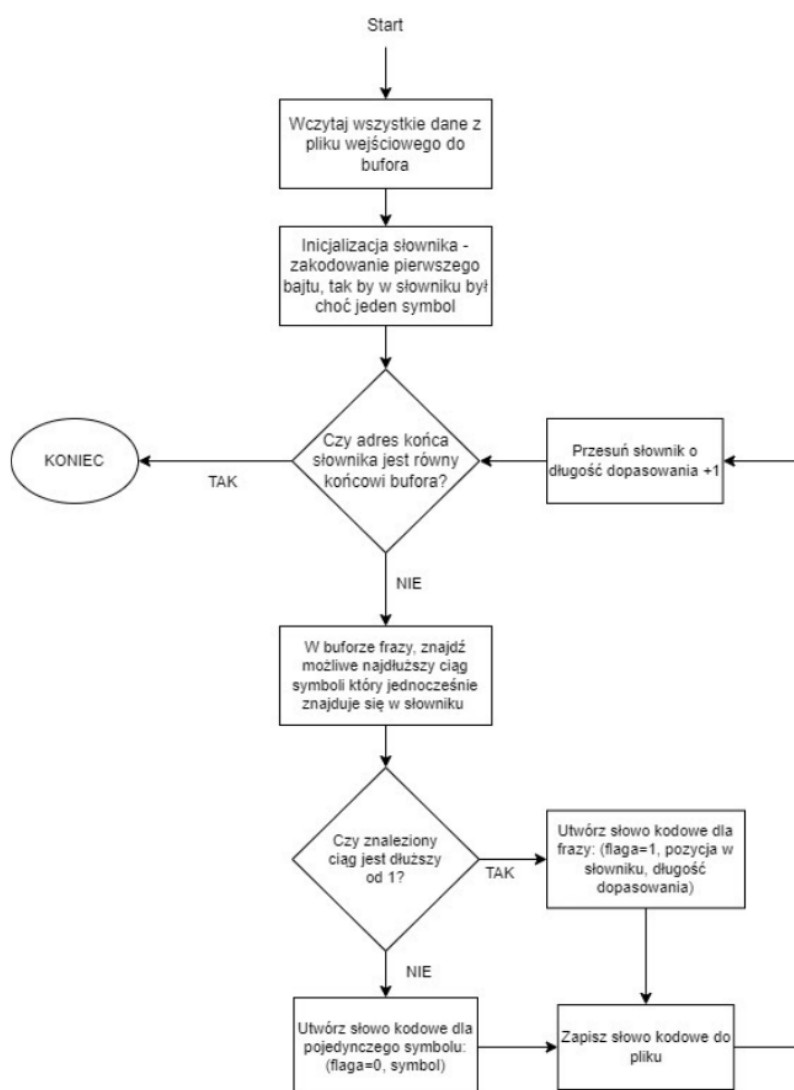 Start
Wczytaj wszystkie dane z
pliku wejściowego do
bufora
Inicjalizacja słownika -
zakodowanie pierwszego
bajtu, tak by w słowniku był
choć jeden symbol
Czy adres końca
słownika jest równy
końcowi bufora?
TAK
KONIEC
Przesuń słownik o
długość dopasowania +1
NIE
W buforze frazy, znajdź
możliwe najdłuższy ciąg
symboli który jednocześnie
znajduje się w słowniku
Czy znaleziony
ciąg jest dłuższy
od 1?
TAK
Utwórz słowo kodowe dla
frazy: (flaga=1, pozycja w
słowniku, długość
dopasowania)
NIE
Utwórz słowo kodowe dla
pojedynczego symbolu:
(flaga=0, symbol)
Zapisz słowo kodowe do
pliku